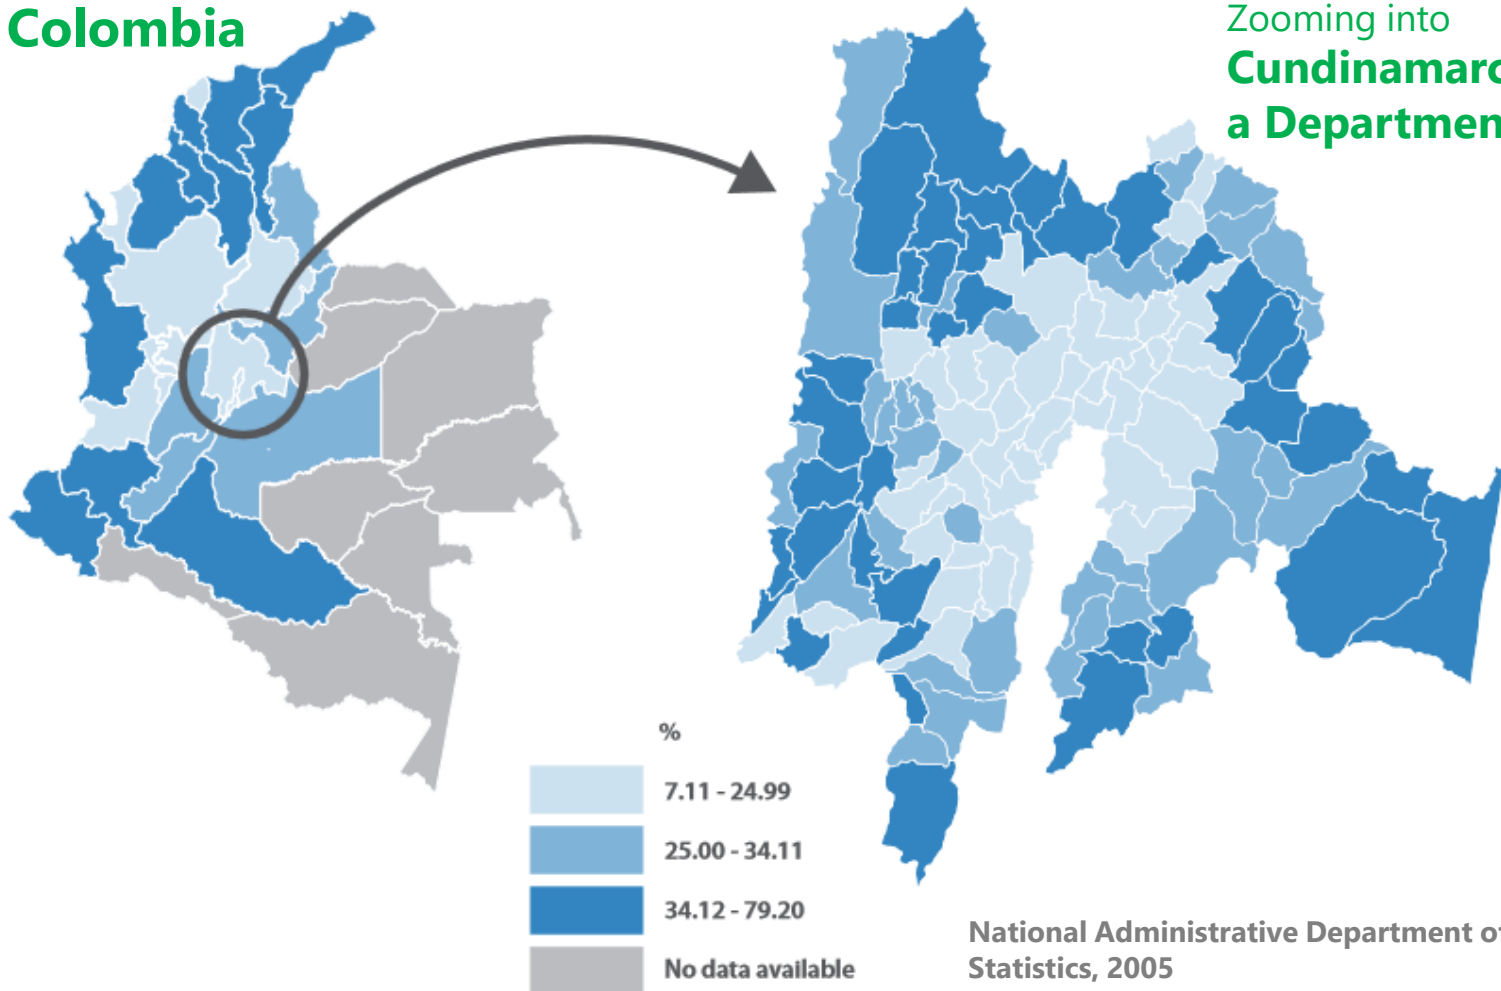 Colombia
Zooming into
Cundinamarc
a Departmen
%
7.11 - 24.99
25.00 - 34.11
34.12 - 79.20
No data available
National Administrative Department of
Statistics, 2005